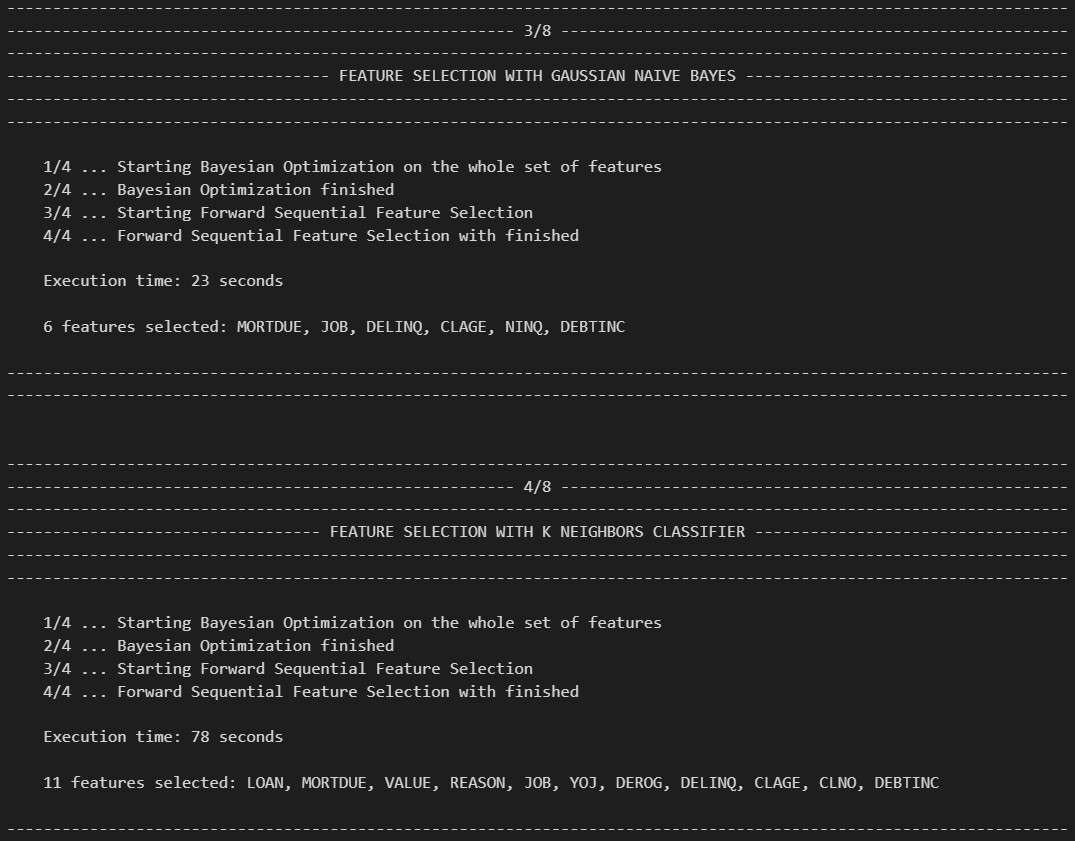 ----------------------------------------------------------------------------------------------------------------------
------------------------------------------------------- 3/8 -------------------------------------------------------
----------------------------------------------------------------------------------------------------------------------
----------------------------------- FEATURE SELECTION WITH GAUSSIAN NAIVE BAYES -----------------------------------
----------------------------------------------------------------------------------------------------------------------
----------------------------------------------------------------------------------------------------------------------
1/4 ... Starting Bayesian Optimization on the whole set of features
2/4 ... Bayesian Optimization finished
3/4 ... Starting Forward Sequential Feature Selection
4/4 ... Forward Sequential Feature Selection with finished
Execution time: 23 seconds
6 features selected: MORTDUE, JOB, DELINQ, CLAGE, NINQ, DEBTINC
----------------------------------------------------------------------------------------------------------------------
----------------------------------------------------------------------------------------------------------------------
----------------------------------------------------------------------------------------------------------------------
------------------------------------------------------- 4/8 -------------------------------------------------------
----------------------------------------------------------------------------------------------------------------------
---------------------------------- FEATURE SELECTION WITH K NEIGHBORS CLASSIFIER ----------------------------------
----------------------------------------------------------------------------------------------------------------------
----------------------------------------------------------------------------------------------------------------------
1/4 ... Starting Bayesian Optimization on the whole set of features
2/4 ... Bayesian Optimization finished
3/4 ... Starting Forward Sequential Feature Selection
4/4 ... Forward Sequential Feature Selection with finished
Execution time: 78 seconds
11 features selected: LOAN, MORTDUE, VALUE, REASON, JOB, YOJ, DEROG, DELINQ, CLAGE, CLNO, DEBTINC
----------------------------------------------------------------------------------------------------------------------